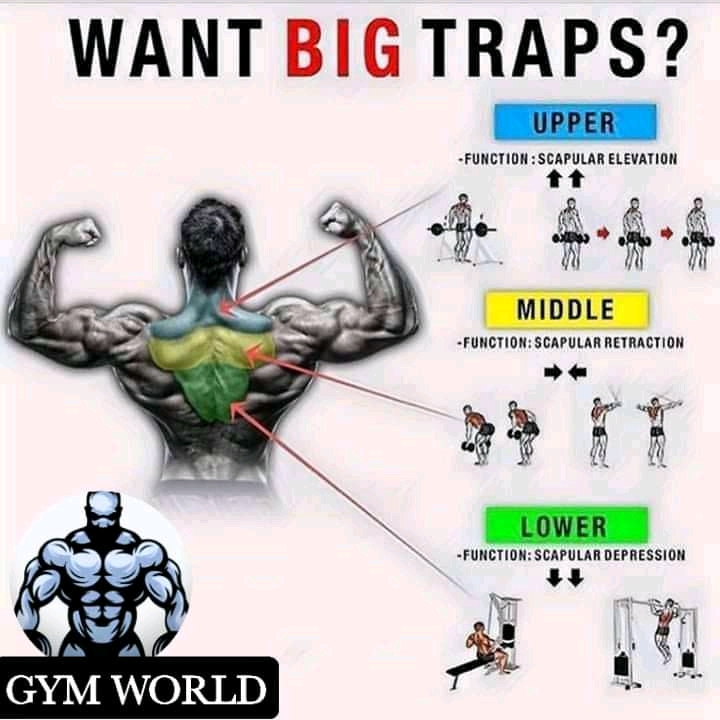 WANT BIG TRAPS?
UPPER
-FUNCTION : SCAPULAR ELEVATION
MIDDLE
-FUNCTION: SCAPULAR RETRACTION
LOWER
-FUNCTION: SCAPULAR DEPRESSION
GYM WORLD